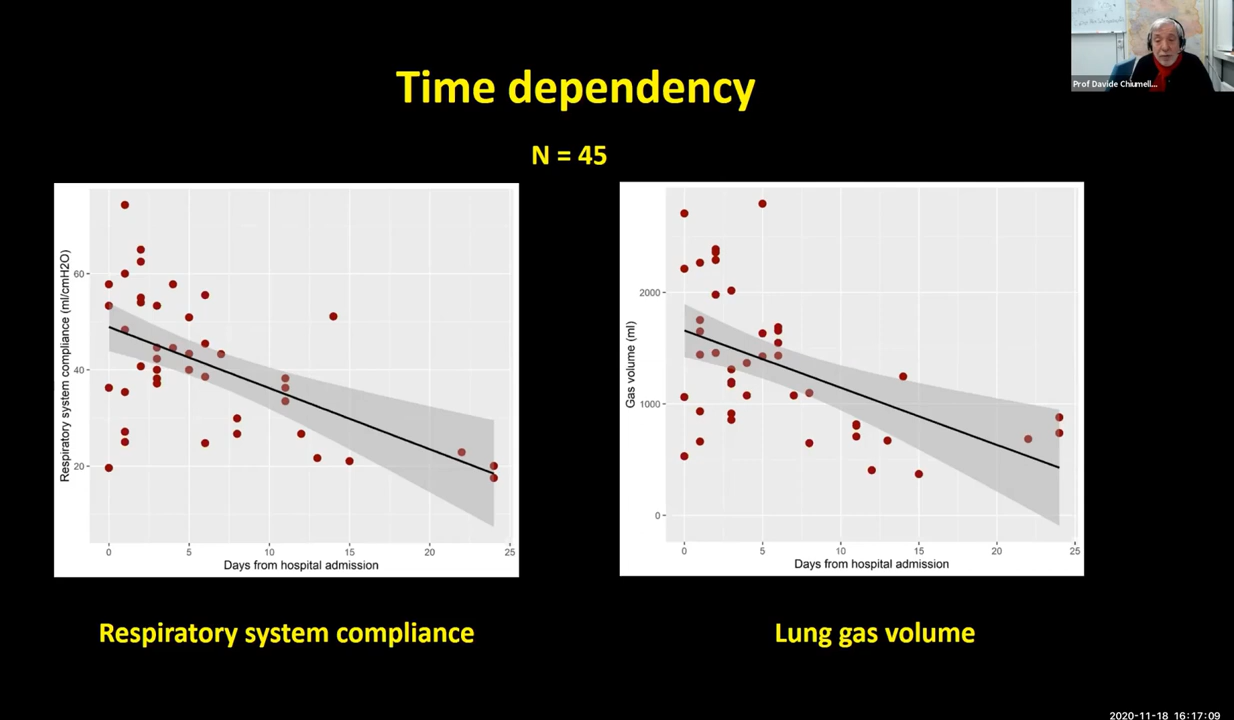 Time dependency
Prof Davide Chiumell...
N = 45
Respiratory system compliance (ml/cmH2O)
60
40
20
0
5
10
15
20
25
Days from hospital admission
Gas volume (ml)
2000
1000
0
0
5
10
15
20
25
Days from hospital admission
Respiratory system compliance
Lung gas volume
2020-11-18 16:17:09